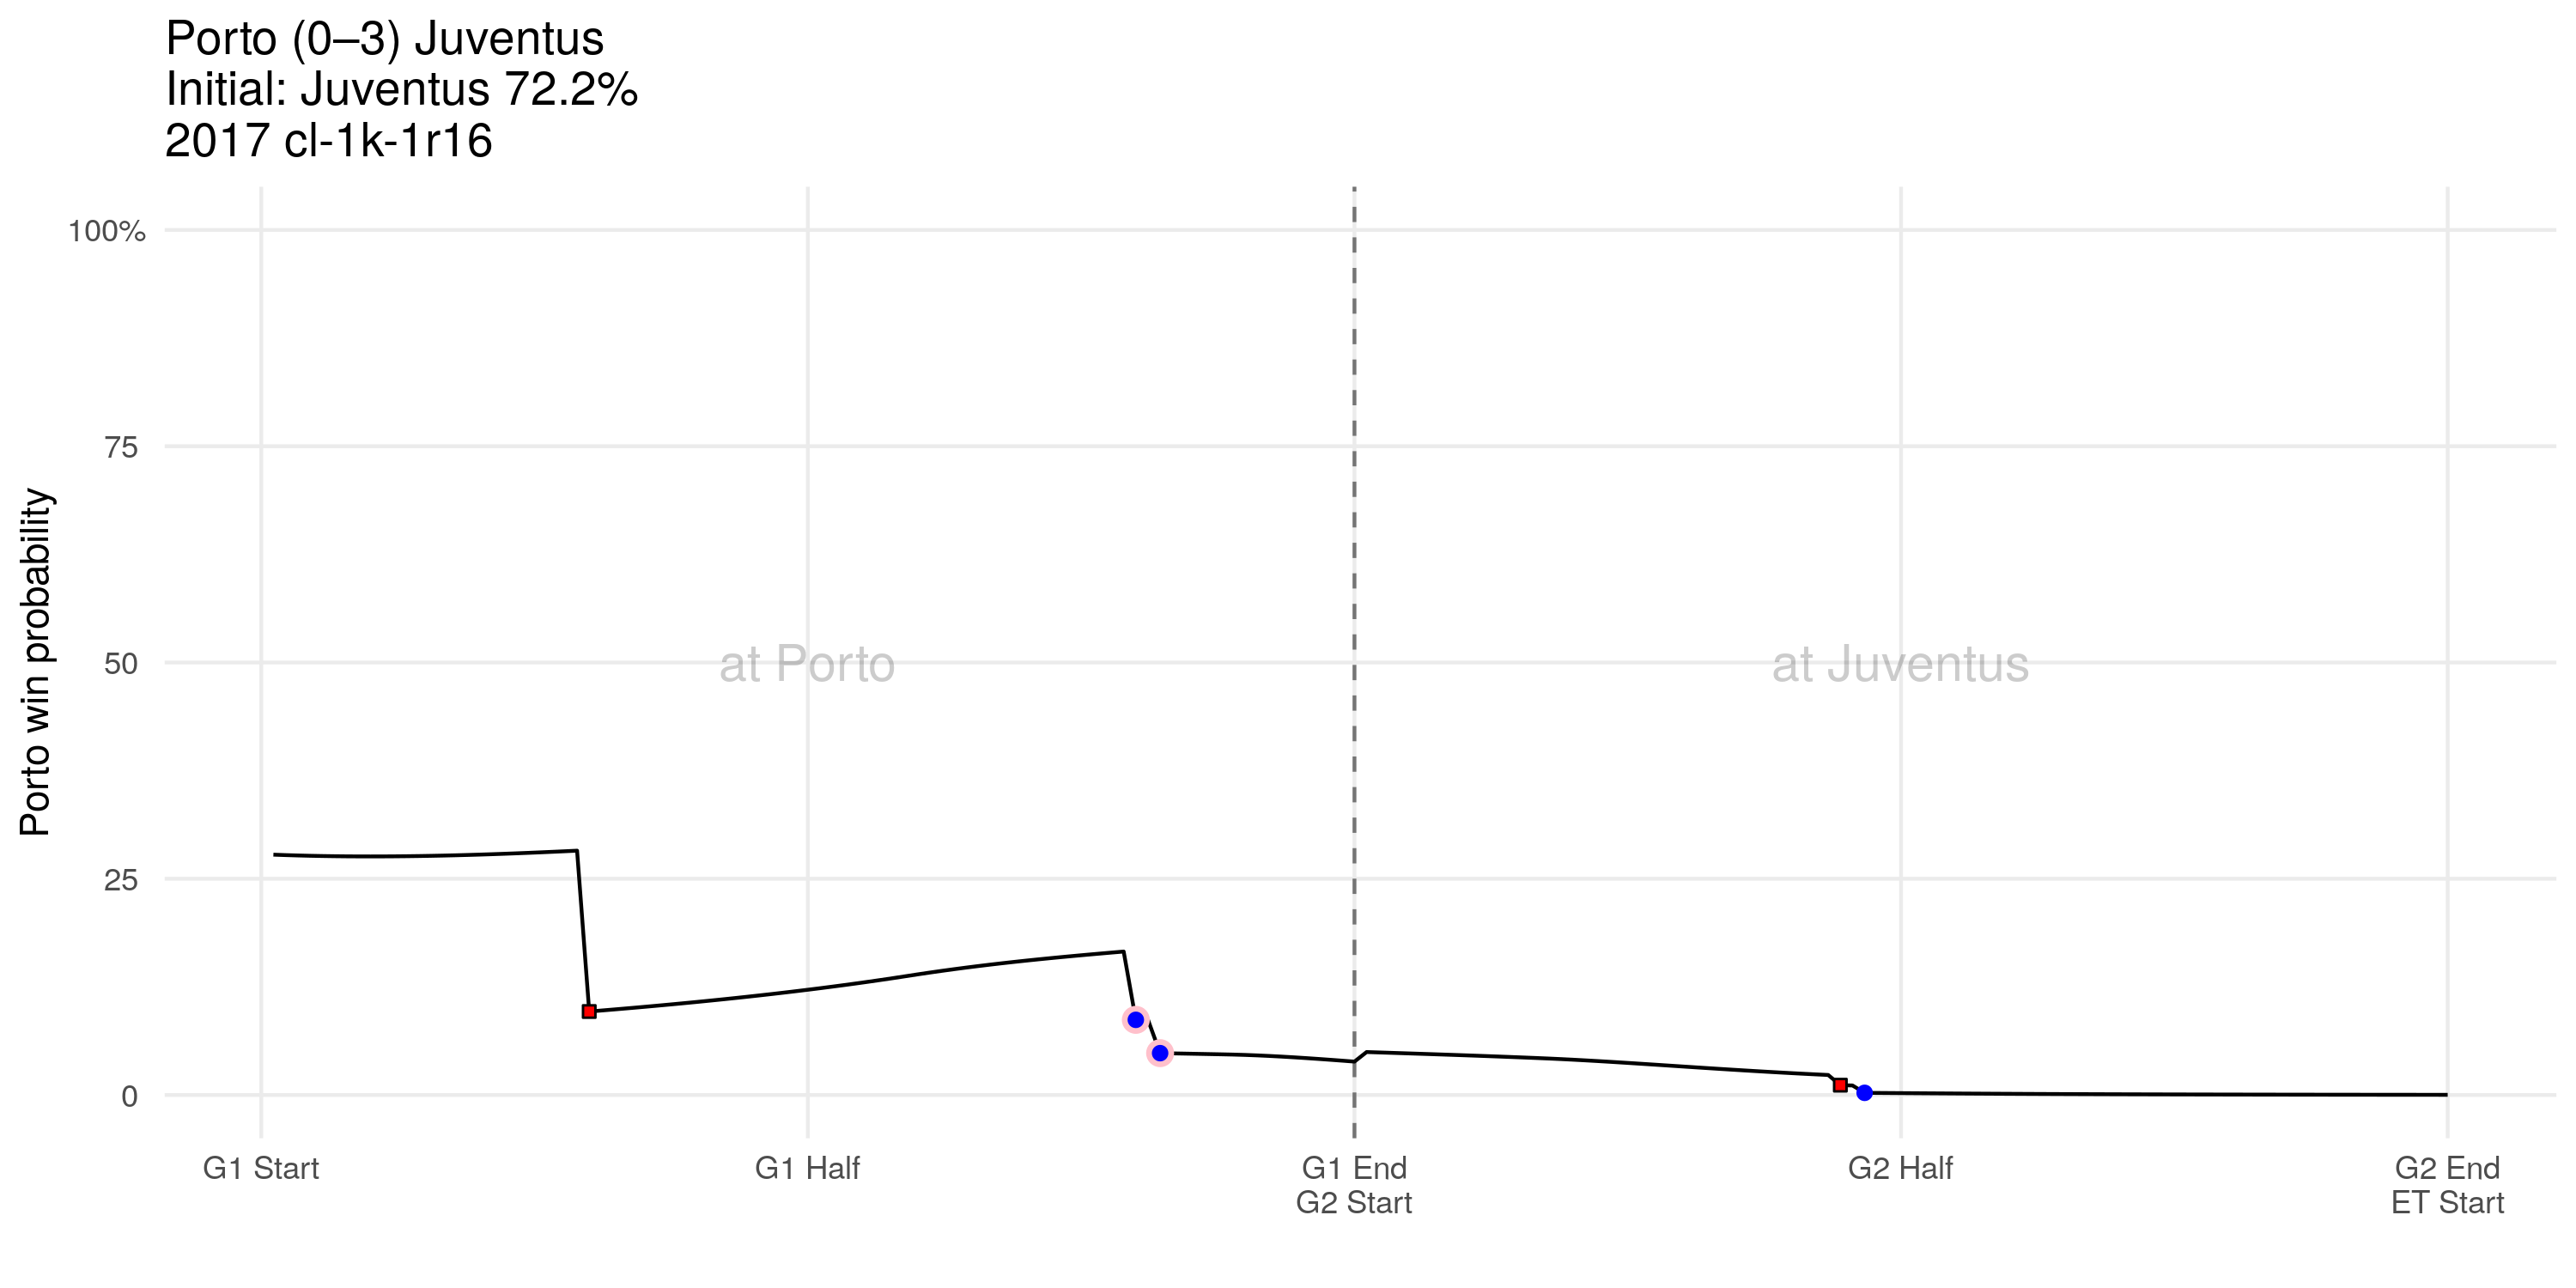 Porto (0–3) Juventus
Initial: Juventus 72.2%
2017 cl-1k-1r16
Porto win probability
100%
75
50
25
0
at Porto
at Juventus
G1 Start
G1 Half
G1 End
G2 Start
G2 Half
G2 End
ET Start